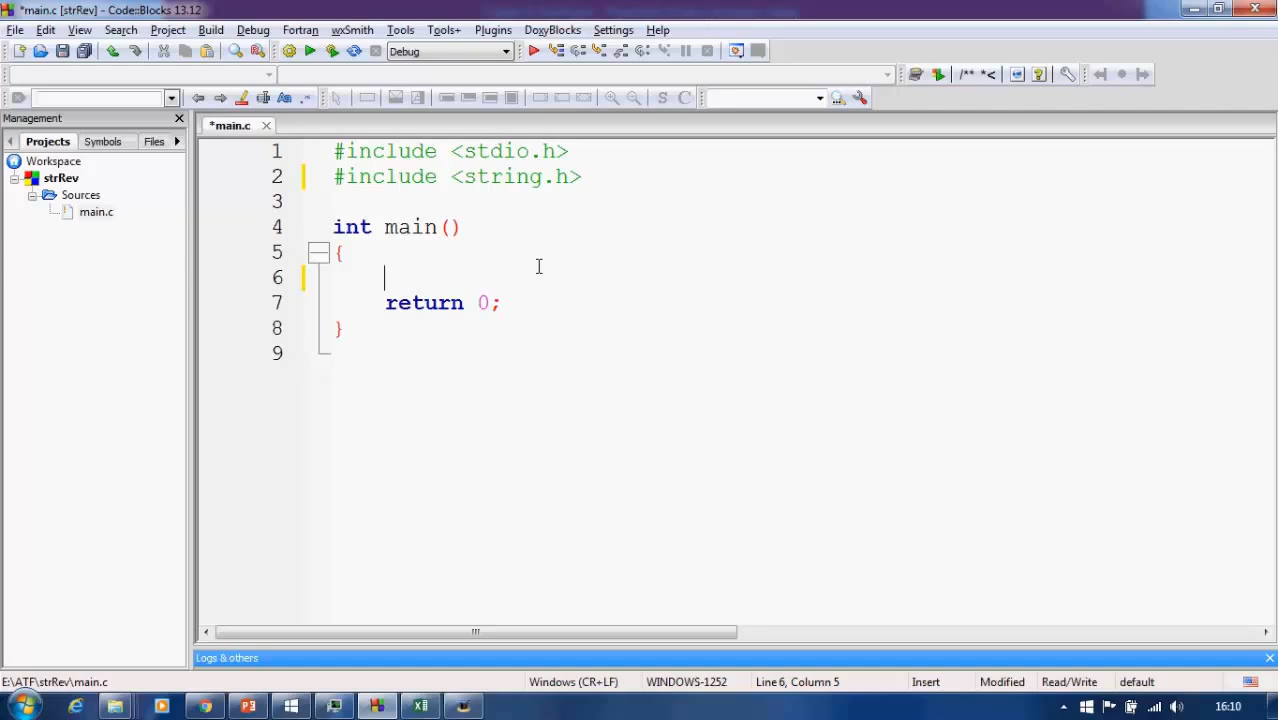 *main.c [strRev] - Code::Blocks 13.12
File Edit View Search Project Build Debug Fortran wxSmith Tools Tools+ Plugins DoxyBlocks Settings Help
Debug
/** *<
S C
Management
*main.c
Projects Symbols Files
Workspace
strRev
Sources
main.c
1 #include <stdio.h>
2 #include <string.h>
3
4 int main()
5 {
6
7 return 0;
8 }
9
Logs & others
E:\ATF\strRev\main.c Windows (CR+LF) WINDOWS-1252 Line 6, Column 5 Insert Modified Read/Write default
16:10